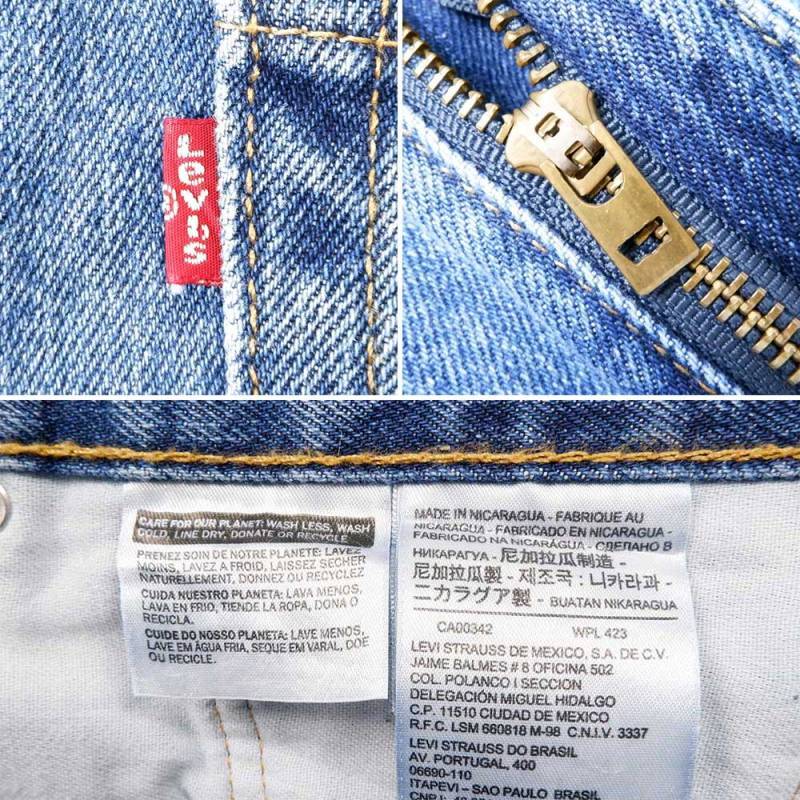 Levi's
®
CARE FOR OUR PLANET: WASH LESS, WASH
COLD, LINE DRY, DONATE OR RECYCLE
PRENEZ SOIN DE NOTRE PLANETE: LAVEZ
MOINS, LAVEZ A FROID, LAISSEZ SECHER
NATURELLEMENT, DONNEZ OU RECYCLEZ
CUIDA NUESTRO PLANETA: LAVA MENOS,
LAVA EN FRIO, TIENDE LA ROPA, DONA O
RECICLA.
CUIDE DO NOSSO PLANETA: LAVE MENOS,
LAVE EM ÁGUA FRIA, SEQUE EM VARAL, DOE
OU RECICLE.
MADE IN NICARAGUA - FABRIQUE AU
NICARAGUA - FABRICADO EN NICARAGUA -
FABRICADO NA NICARÁGUA - СДЕЛАНО В
НИКАРАГУА - 尼加拉瓜制造 -
尼加拉瓜製 - 제조국 : 니카라과 -
ニカラグア製 - BUATAN NIKARAGUA
CA00342 WPL 423
LEVI STRAUSS DE MEXICO, S.A. DE C.V.
JAIME BALMES # 8 OFICINA 502
COL. POLANCO I SECCION
DELEGACIÓN MIGUEL HIDALGO
C.P. 11510 CIUDAD DE MEXICO
R.F.C. LSM 660818 M-98 C.N.I.V. 3337
LEVI STRAUSS DO BRASIL
AV. PORTUGAL, 400
06690-110
ITAPEVI - SAO PAULO BRASIL